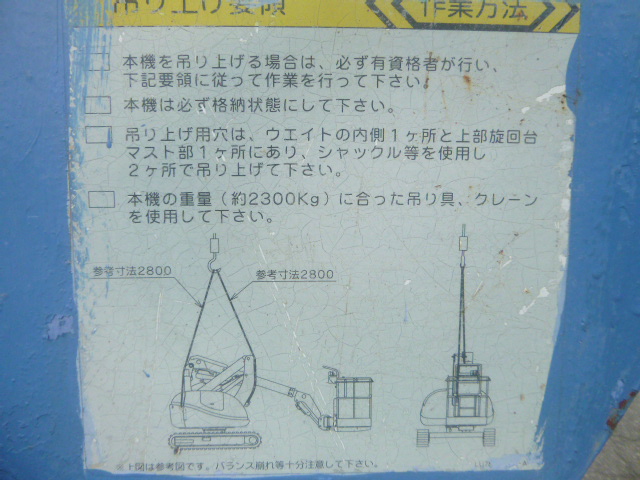 吊り上げ要領
作業方法
本機を吊り上げる場合は、必ず有資格者が行い、
下記要領に従って作業を行って下さい。
本機は必ず格納状態にして下さい。
吊り上げ用穴は、ウエイトの内側1ヶ所と上部旋回台
マスト部1ヶ所にあり、シャックル等を使用し
2ヶ所で吊り上げて下さい。
本機の重量（約2300Kg）に合った吊り具、クレーン
を使用して下さい。
参考寸法2800
参考寸法2800
※上図は参考図です。バランス崩れ等十分注意して下さい。